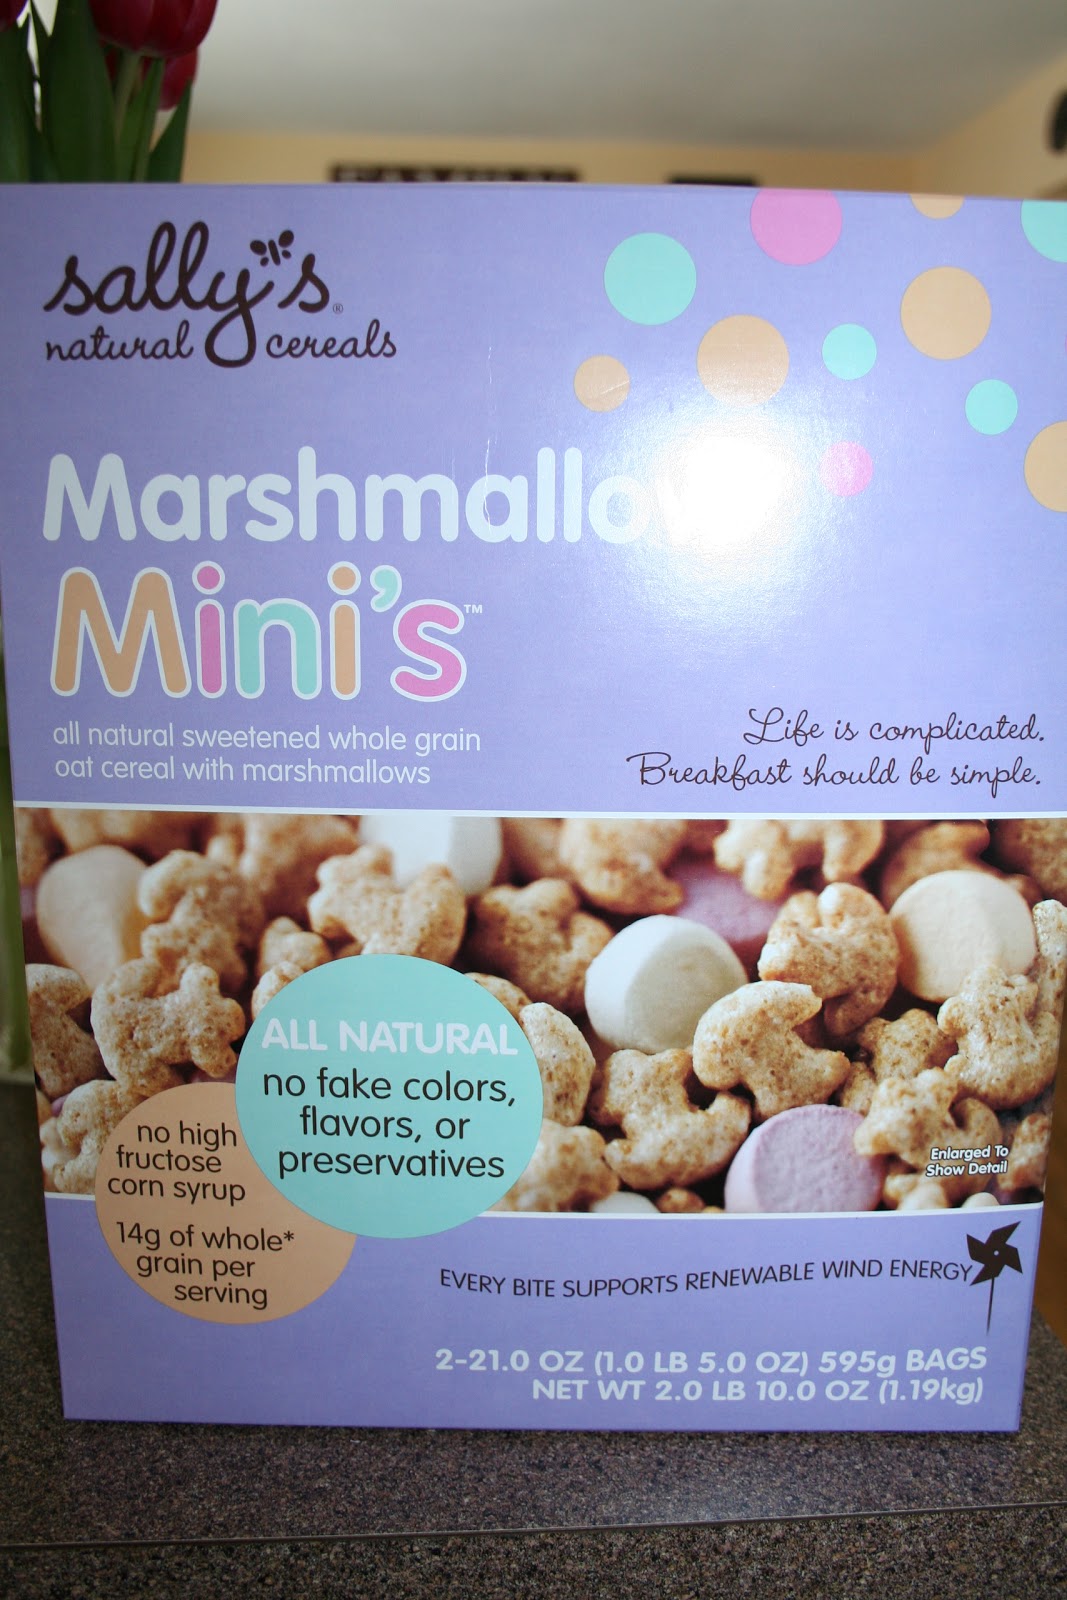 sally's®
natural cereals
Marshmallow
Mini's™
all natural sweetened whole grain
oat cereal with marshmallows
Life is complicated.
Breakfast should be simple.
ALL NATURAL
no fake colors,
flavors, or
preservatives
no high
fructose
corn syrup
14g of whole*
grain per
serving
Enlarged To
Show Detail
EVERY BITE SUPPORTS RENEWABLE WIND ENERGY
2-21.0 OZ (1.0 LB 5.0 OZ) 595g BAGS
NET WT 2.0 LB 10.0 OZ (1.19kg)